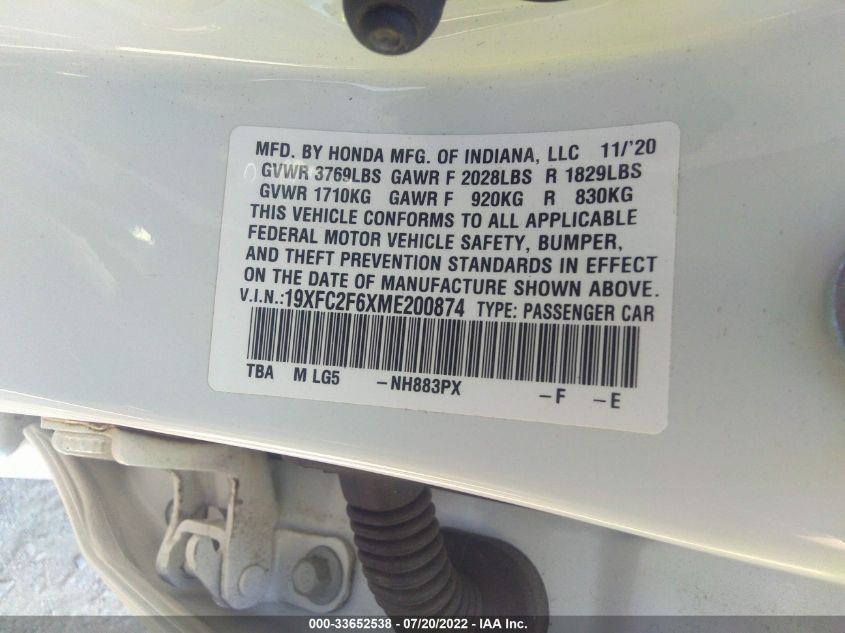 MFD. BY HONDA MFG. OF INDIANA, LLC 11/'20
GVWR 3769LBS GAWR F 2028LBS R 1829LBS
GVWR 1710KG GAWR F 920KG R 830KG
THIS VEHICLE CONFORMS TO ALL APPLICABLE
FEDERAL MOTOR VEHICLE SAFETY, BUMPER,
AND THEFT PREVENTION STANDARDS IN EFFECT
ON THE DATE OF MANUFACTURE SHOWN ABOVE.
V.I.N.:19XFC2F6XME200874 TYPE: PASSENGER CAR
TBA M LG5 -NH883PX -F -E
000-33652538 - 07/20/2022 - IAA Inc.